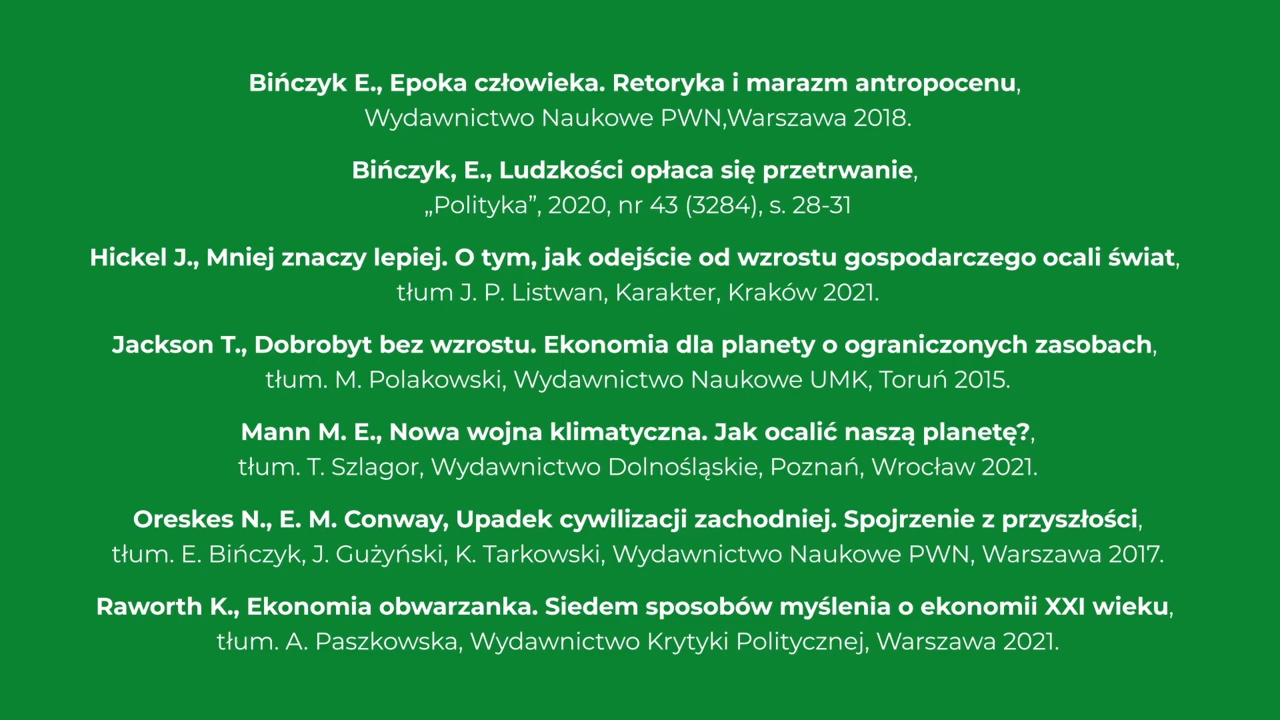 Bińczyk E., Epoka człowieka. Retoryka i marazm antropocenu,
Wydawnictwo Naukowe PWN,Warszawa 2018.
Bińczyk, E., Ludzkości opłaca się przetrwanie,
„Polityka”, 2020, nr 43 (3284), s. 28-31
Hickel J., Mniej znaczy lepiej. O tym, jak odejście od wzrostu gospodarczego ocali świat,
tłum J. P. Listwan, Karakter, Kraków 2021.
Jackson T., Dobrobyt bez wzrostu. Ekonomia dla planety o ograniczonych zasobach,
tłum. M. Polakowski, Wydawnictwo Naukowe UMK, Toruń 2015.
Mann M. E., Nowa wojna klimatyczna. Jak ocalić naszą planetę?,
tłum. T. Szlagor, Wydawnictwo Dolnośląskie, Poznań, Wrocław 2021.
Oreskes N., E. M. Conway, Upadek cywilizacji zachodniej. Spojrzenie z przyszłości,
tłum. E. Bińczyk, J. Gużyński, K. Tarkowski, Wydawnictwo Naukowe PWN, Warszawa 2017.
Raworth K., Ekonomia obwarzanka. Siedem sposobów myślenia o ekonomii XXI wieku,
tłum. A. Paszkowska, Wydawnictwo Krytyki Politycznej, Warszawa 2021.